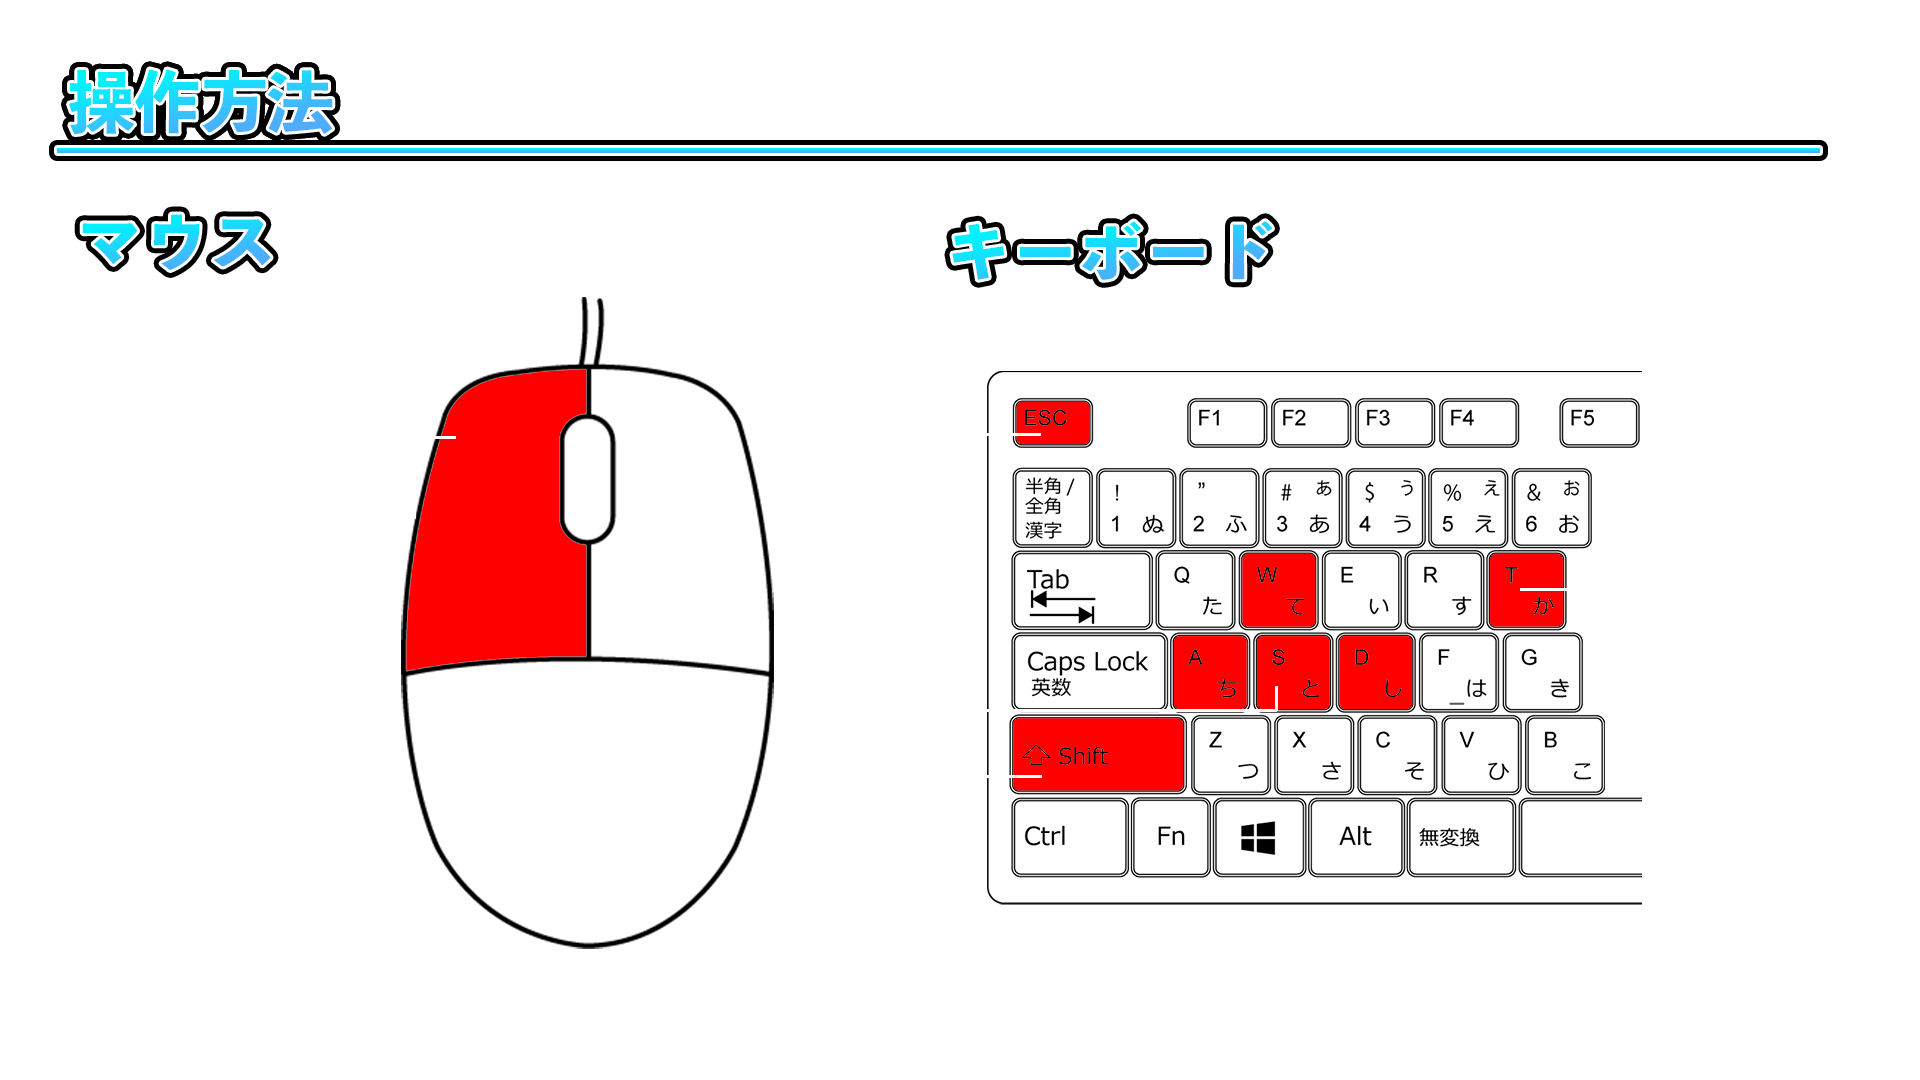 操作方法
マウス
キーボード
ESC F1 F2 F3 F4 F5
半角/全角 漢字 ! 1 ぬ ” 2 ふ # あ 3 あ $ ぅ 4 う % ぇ 5 え & ぉ 6 お
Tab Q た W て E い R す T か
Caps Lock 英数 A ち S と D し F _ は G き
Shift Z つ X さ C そ V ひ B こ
Ctrl Fn Alt 無変換